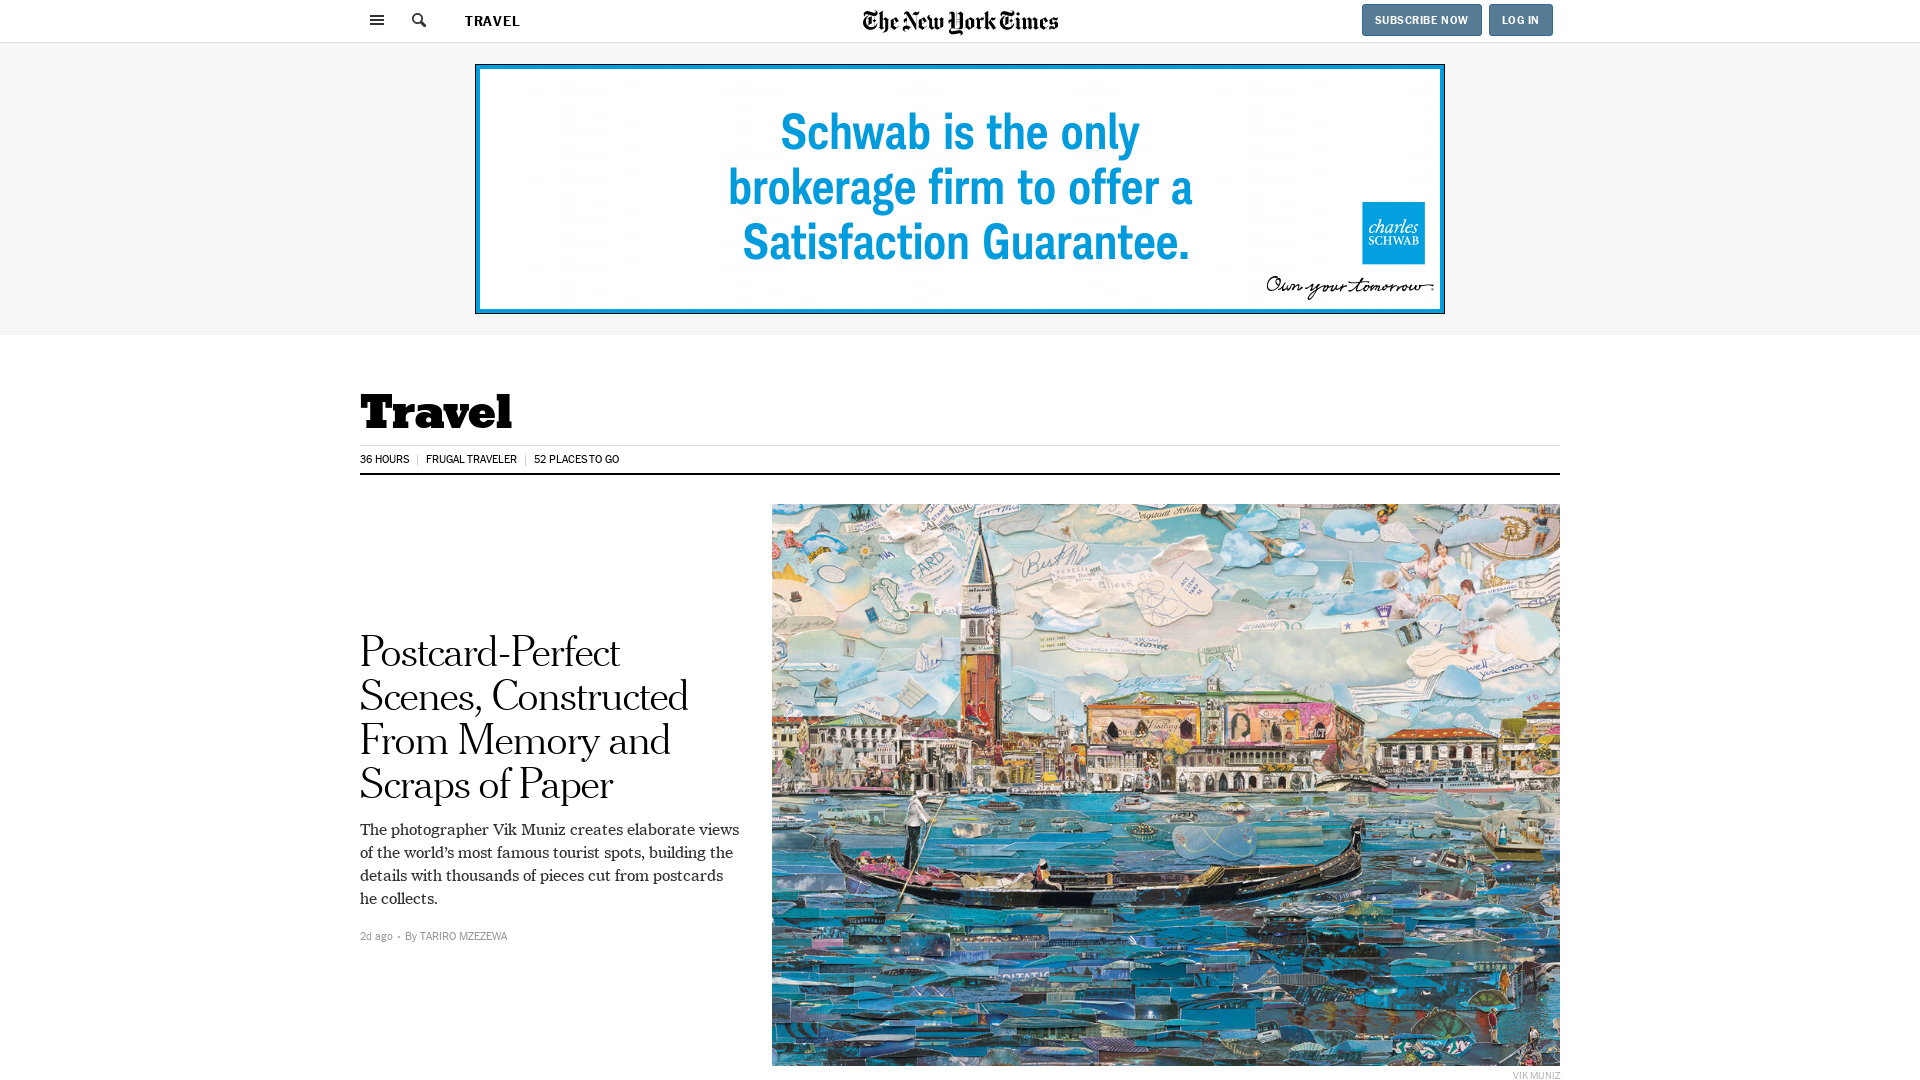 TRAVEL
The New York Times
SUBSCRIBE NOW
LOG IN
Schwab is the only
brokerage firm to offer a
Satisfaction Guarantee.
charles
SCHWAB
Own your tomorrow.
Travel
36 HOURS
FRUGAL TRAVELER
52 PLACES TO GO
Postcard-Perfect
Scenes, Constructed
From Memory and
Scraps of Paper
The photographer Vik Muniz creates elaborate views
of the world’s most famous tourist spots, building the
details with thousands of pieces cut from postcards
he collects.
2d ago • By TARIRO MZEZEWA
CARD
Best
well
soon!
VIK MUNIZ